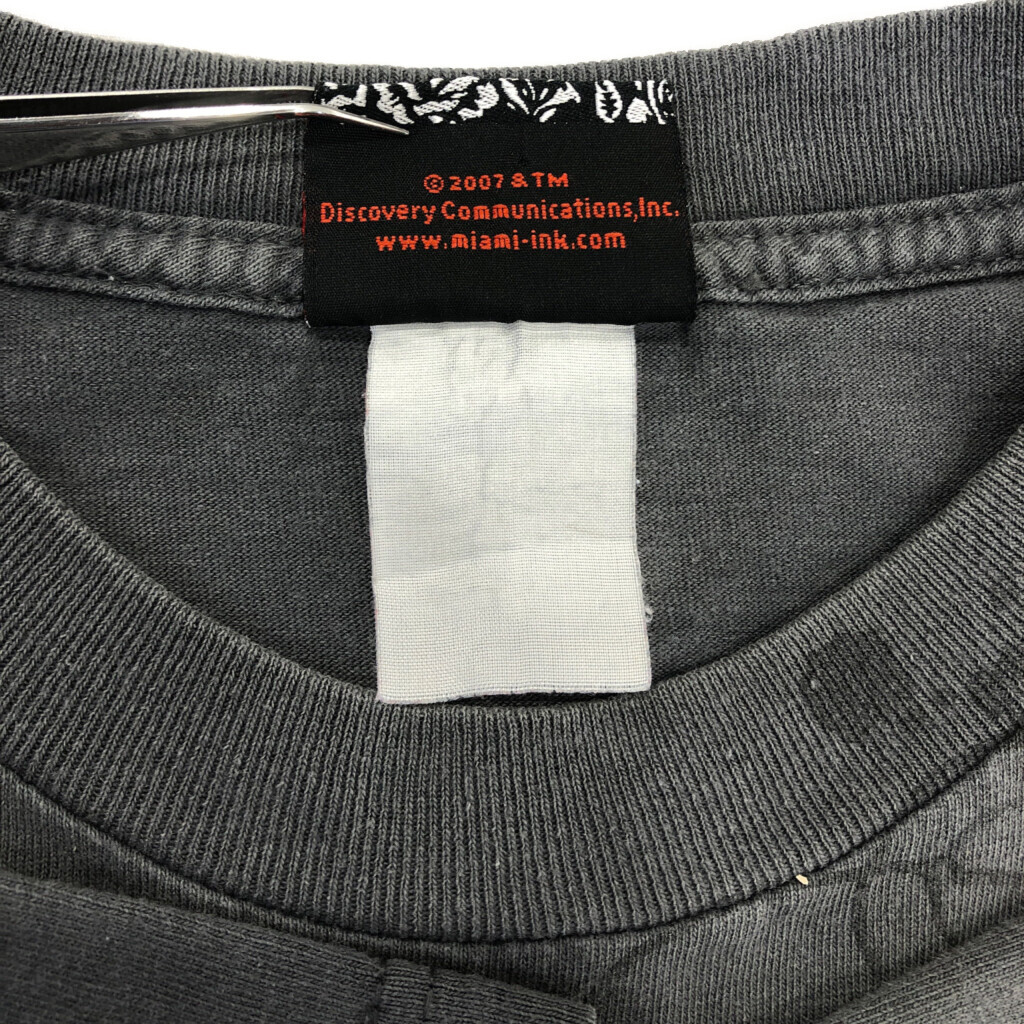 © 2007 & TM
Discovery Communications, Inc.
www.miami-ink.com